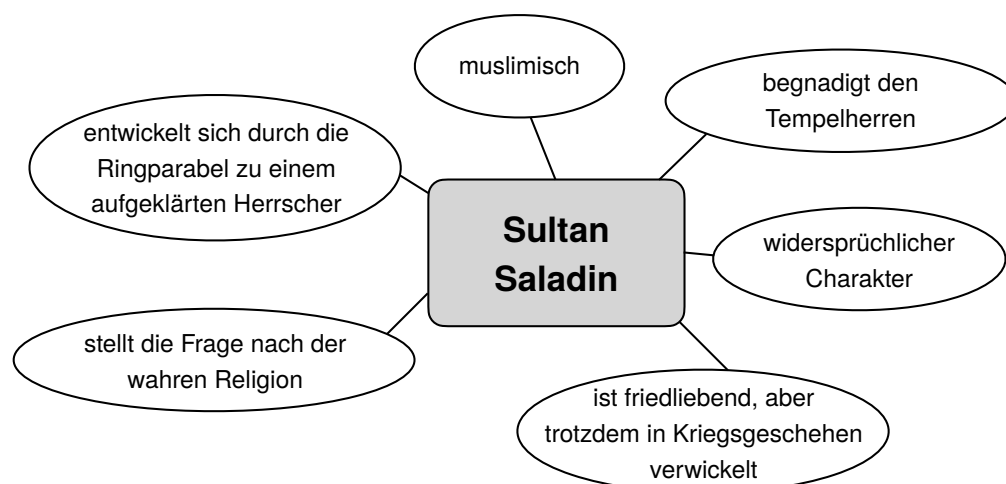 muslimisch
begnadigt den
Tempelherren
entwickelt sich durch die
Ringparabel zu einem
aufgeklärten Herrscher
Sultan
Saladin
widersprüchlicher
Charakter
stellt die Frage nach der
wahren Religion
ist friedliebend, aber
trotzdem in Kriegsgeschehen
verwickelt